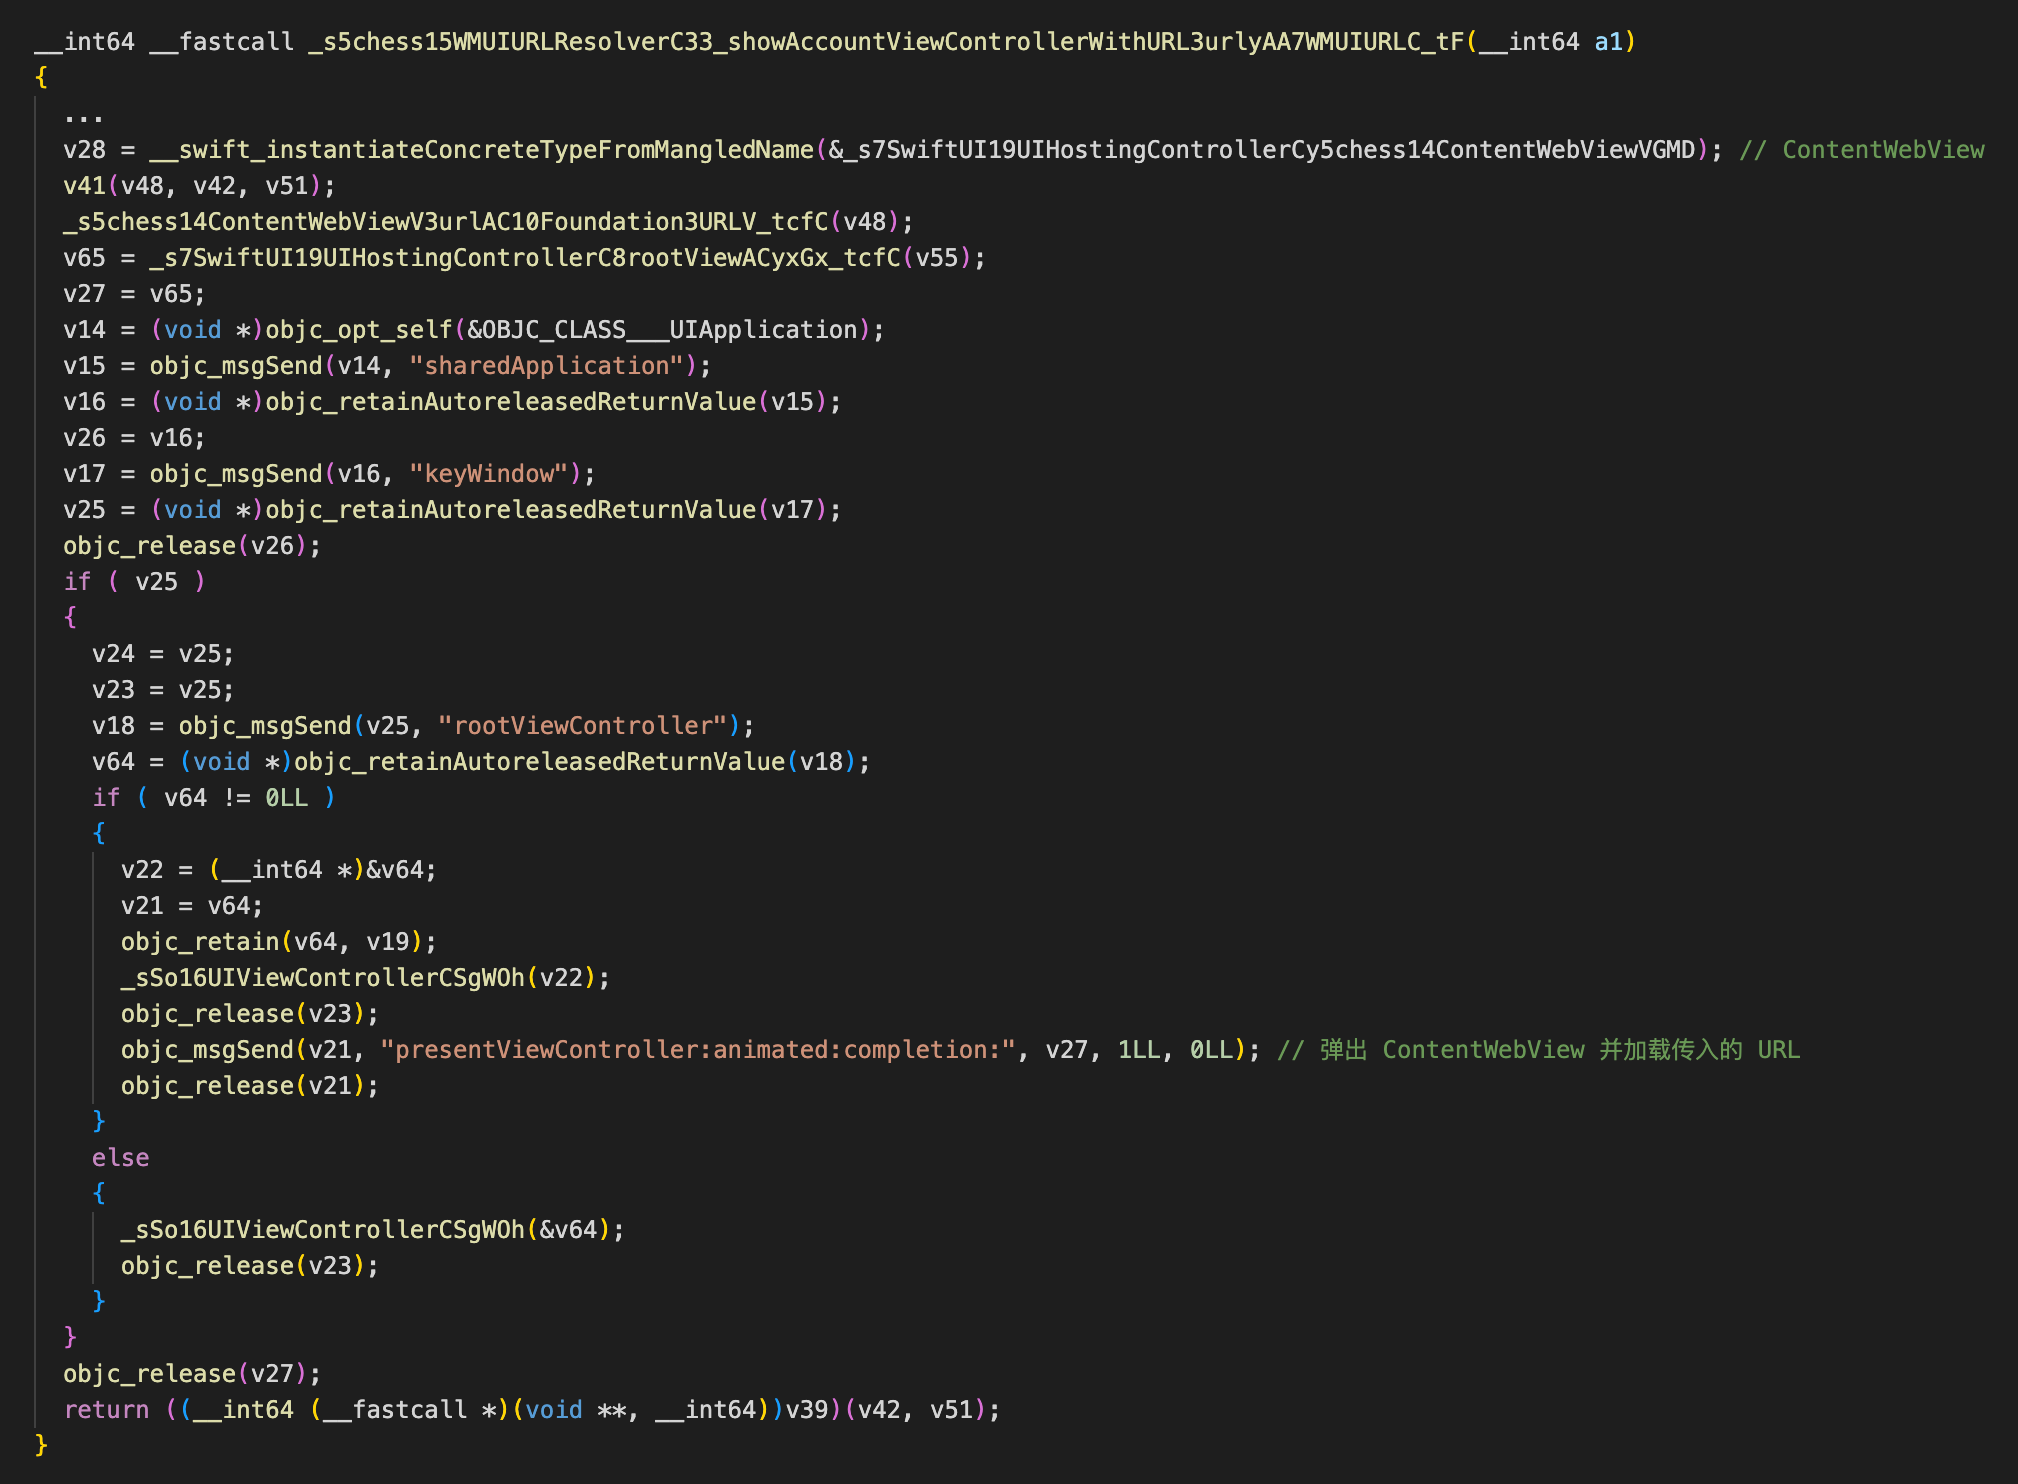 __int64 __fastcall _s5chess15WMUIURLResolverC33_showAccountViewControllerWithURL3urlyAA7WMUIURLC_tF(__int64 a1)
{
  ...
  v28 = __swift_instantiateConcreteTypeFromMangledName(&_s7SwiftUI19UIHostingControllerCy5chess14ContentWebViewVGMD); // ContentWebView
  v41(v48, v42, v51);
  _s5chess14ContentWebViewV3urlAC10Foundation3URLV_tcfC(v48);
  v65 = _s7SwiftUI19UIHostingControllerC8rootViewACyxGx_tcfC(v55);
  v27 = v65;
  v14 = (void *)objc_opt_self(&OBJC_CLASS___UIApplication);
  v15 = objc_msgSend(v14, "sharedApplication");
  v16 = (void *)objc_retainAutoreleasedReturnValue(v15);
  v26 = v16;
  v17 = objc_msgSend(v16, "keyWindow");
  v25 = (void *)objc_retainAutoreleasedReturnValue(v17);
  objc_release(v26);
  if ( v25 )
  {
    v24 = v25;
    v23 = v25;
    v18 = objc_msgSend(v25, "rootViewController");
    v64 = (void *)objc_retainAutoreleasedReturnValue(v18);
    if ( v64 != 0LL )
    {
      v22 = (__int64 *)&v64;
      v21 = v64;
      objc_retain(v64, v19);
      _sSo16UIViewControllerCSgWOh(v22);
      objc_release(v23);
      objc_msgSend(v21, "presentViewController:animated:completion:", v27, 1LL, 0LL); // 弹出 ContentWebView 并加载传入的 URL
      objc_release(v21);
    }
    else
    {
      _sSo16UIViewControllerCSgWOh(&v64);
      objc_release(v23);
    }
  }
  objc_release(v27);
  return ((__int64 (__fastcall *)(void **, __int64))v39)(v42, v51);
}